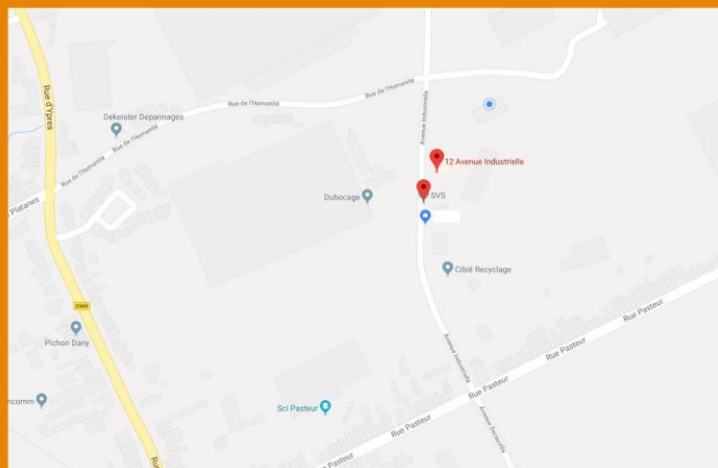 Rue d'Ypres
Rue de l'Humanité
Rue de l'Humanité
Avenue Industrielle
Dekeister Depannages
Rue de l'Humanité
Rue de l'Humanité
Platanes
12 Avenue Industrielle
Dubocage
SVS
Cibié Recyclage
D949
Pichon Dany
Avenue Industrielle
Rue Pasteur
Rue Pasteur
Rue Pasteur
Sci Pasteur
Avenue Decauville
Rue Pasteur
Rue Pasteur